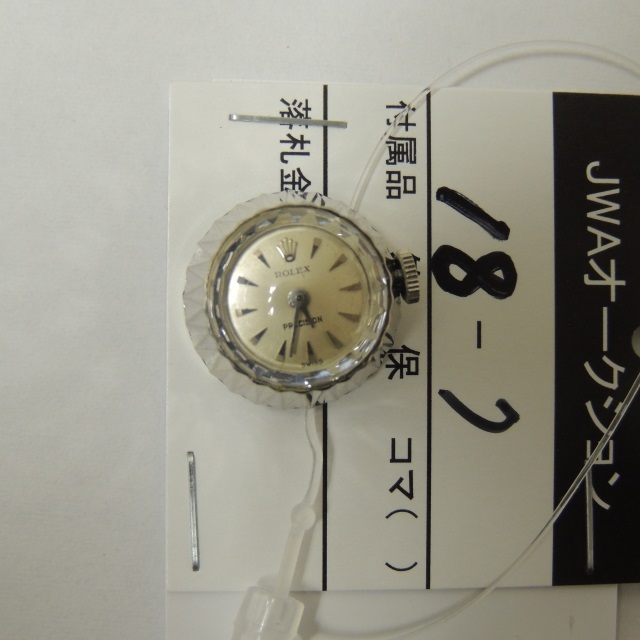 JWAオークション
18-1
付属品
保
コマ( )
落札金
ROLEX
PRECISION